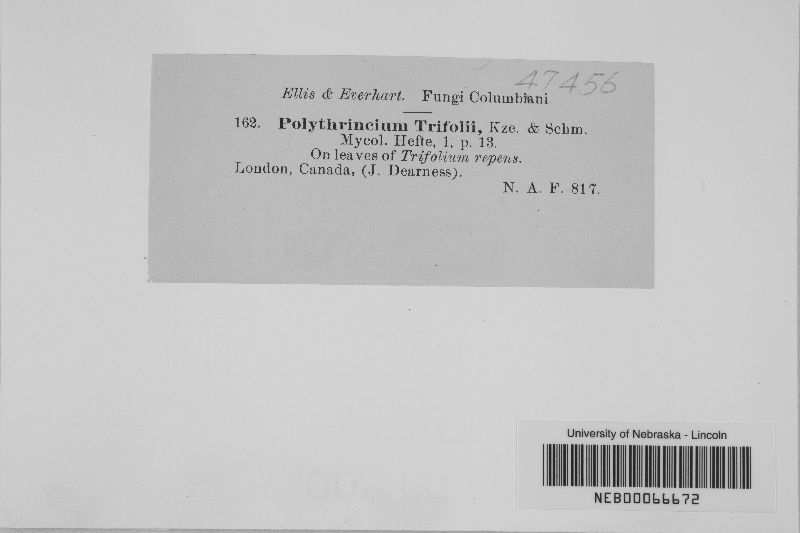 47456
Ellis & Everhart. Fungi Columbiani
162. Polythrincium Trifolii, Kze. & Schm.
Mycol. Hefte, 1, p. 13.
On leaves of Trifolium repens.
London, Canada, (J. Dearness).
N. A. F. 817.
University of Nebraska - Lincoln
NEB00066672